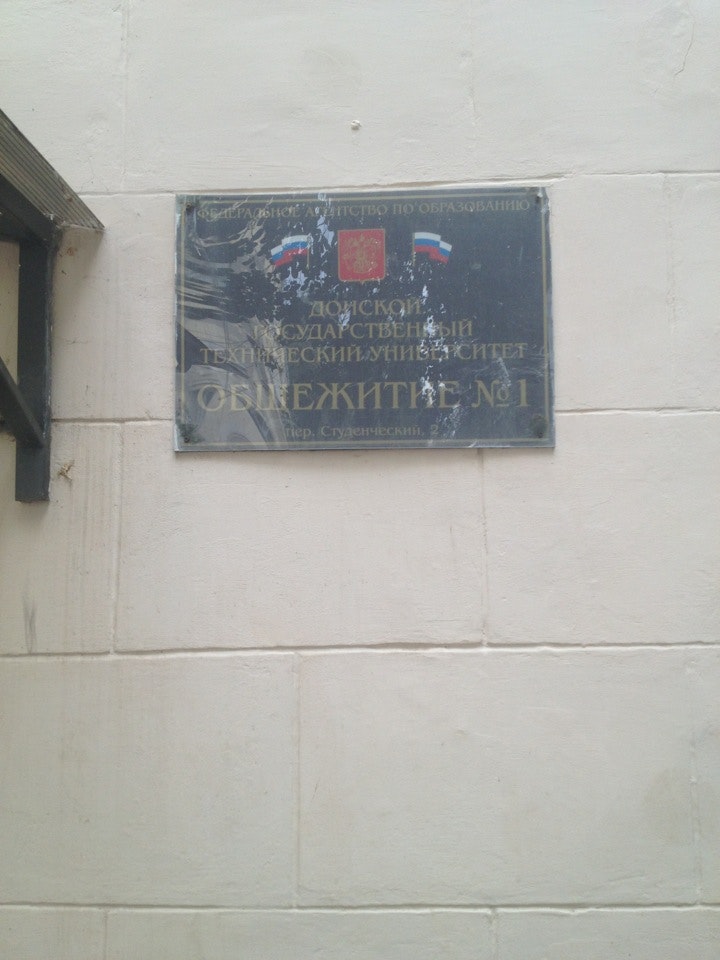 ФЕДЕРАЛЬНОЕ АГЕНТСТВО ПО ОБРАЗОВАНИЮ
ДОНСКОЙ
ГОСУДАРСТВЕННЫЙ
ТЕХНИЧЕСКИЙ УНИВЕРСИТЕТ
ОБЩЕЖИТИЕ №1
пер. Студенческий, 2